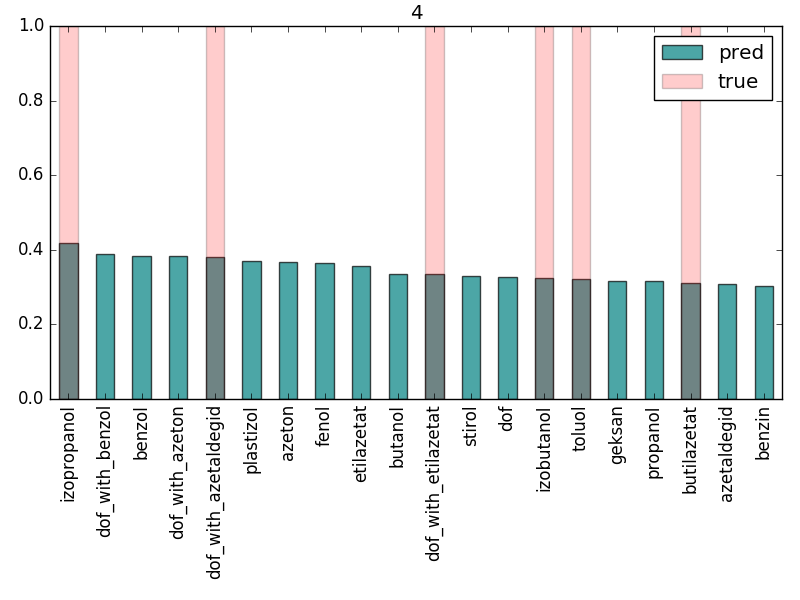 4
pred
true
1.0
0.8
0.6
0.4
0.2
0.0
izopropanol
dof_with_benzol
benzol
dof_with_azeton
dof_with_azetaldegid
plastizol
azeton
fenol
etilazetat
butanol
dof_with_etilazetat
stirol
dof
izobutanol
toluol
geksan
propanol
butilazetat
azetaldegid
benzin